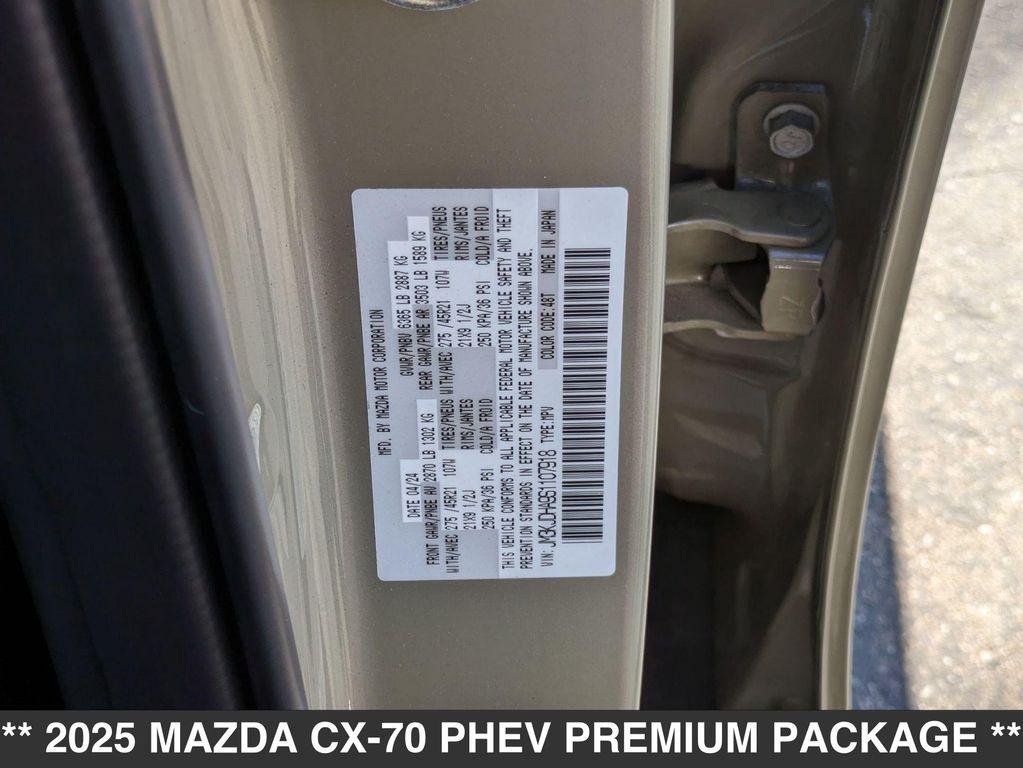 MFD. BY MAZDA MOTOR CORPORATION
DATE 04/24 GVWR/PNBV 6365 LB 2887 KG
FRONT GAWR/PNBE AV 2870 LB 1302 KG REAR GAWR/PNBE AR 3503 LB 1589 KG
WITH/AVEC 275 /45R21 107W TIRES/PNEUS WITH/AVEC 275 /45R21 107W TIRES/PNEUS
21X9 1/2J RIMS/JANTES 21X9 1/2J RIMS/JANTES
250 KPA/36 PSI COLD/A FROID 250 KPA/36 PSI COLD/A FROID
THIS VEHICLE CONFORMS TO ALL APPLICABLE FEDERAL MOTOR VEHICLE SAFETY AND THEFT
PREVENTION STANDARDS IN EFFECT ON THE DATE OF MANUFACTURE SHOWN ABOVE.
VIN: JM3KJDHA9S1107918 TYPE:MPV COLOR CODE:48T MADE IN JAPAN
** 2025 MAZDA CX-70 PHEV PREMIUM PACKAGE **